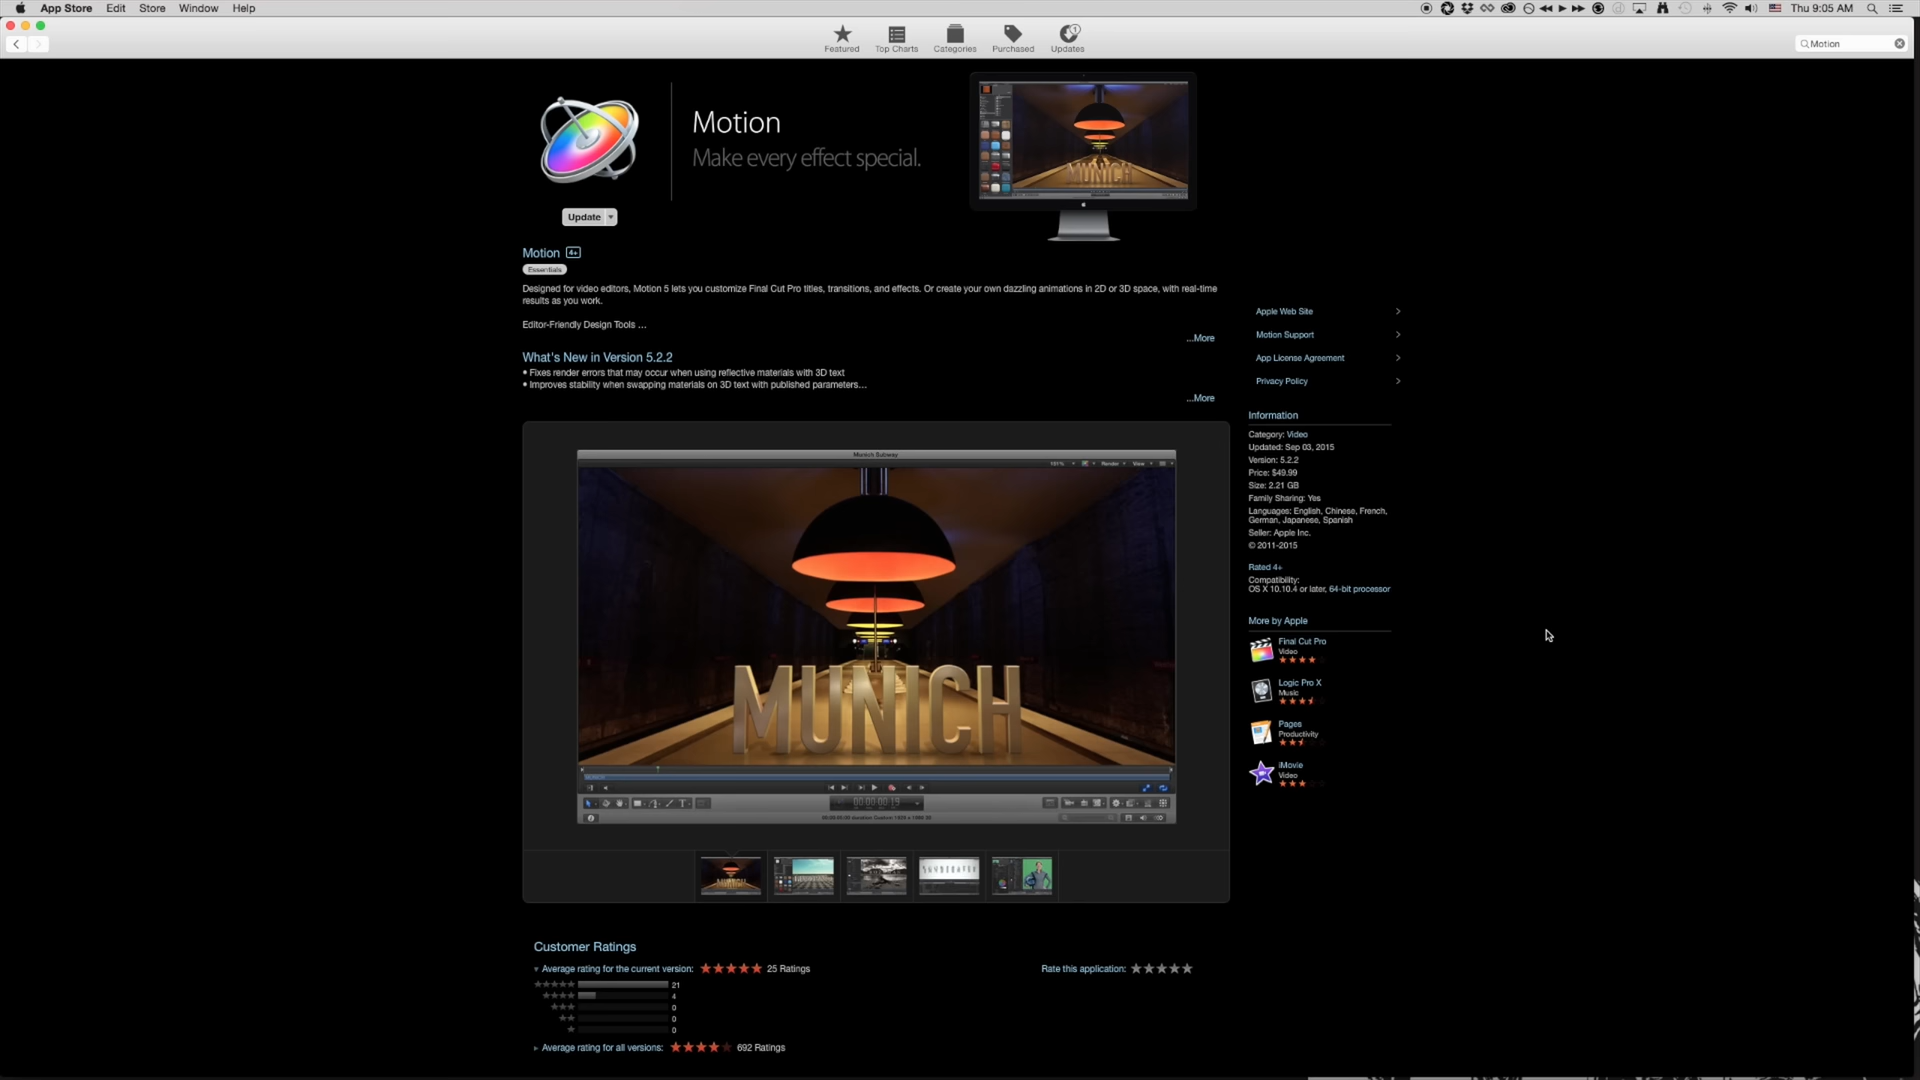 App Store Edit Store Window Help Thu 9:05 AM
Featured Top Charts Categories Purchased Updates
1
Motion
Motion
Make every effect special.
MUNICH
Update
Motion 4+
Essentials
Designed for video editors, Motion 5 lets you customize Final Cut Pro titles, transitions, and effects. Or create your own dazzling animations in 2D or 3D space, with real-time
results as you work.
Editor-Friendly Design Tools ...
...More
What's New in Version 5.2.2
• Fixes render errors that may occur when using reflective materials with 3D text
• Improves stability when swapping materials on 3D text with published parameters...
...More
Apple Web Site
Motion Support
App License Agreement
Privacy Policy
Information
Category: Video
Updated: Sep 03, 2015
Version: 5.2.2
Price: $49.99
Size: 2.21 GB
Family Sharing: Yes
Languages: English, Chinese, French,
German, Japanese, Spanish
Seller: Apple Inc.
© 2011-2015
Rated 4+
Compatibility:
OS X 10.10.4 or later, 64-bit processor
More by Apple
Final Cut Pro
Video
Logic Pro X
Music
Pages
Productivity
iMovie
Video
Munich Subway
Render View
MUNICH
00:00:00:19
Customer Ratings
Average rating for the current version: 25 Ratings
Rate this application:
21
4
0
0
0
Average rating for all versions: 692 Ratings